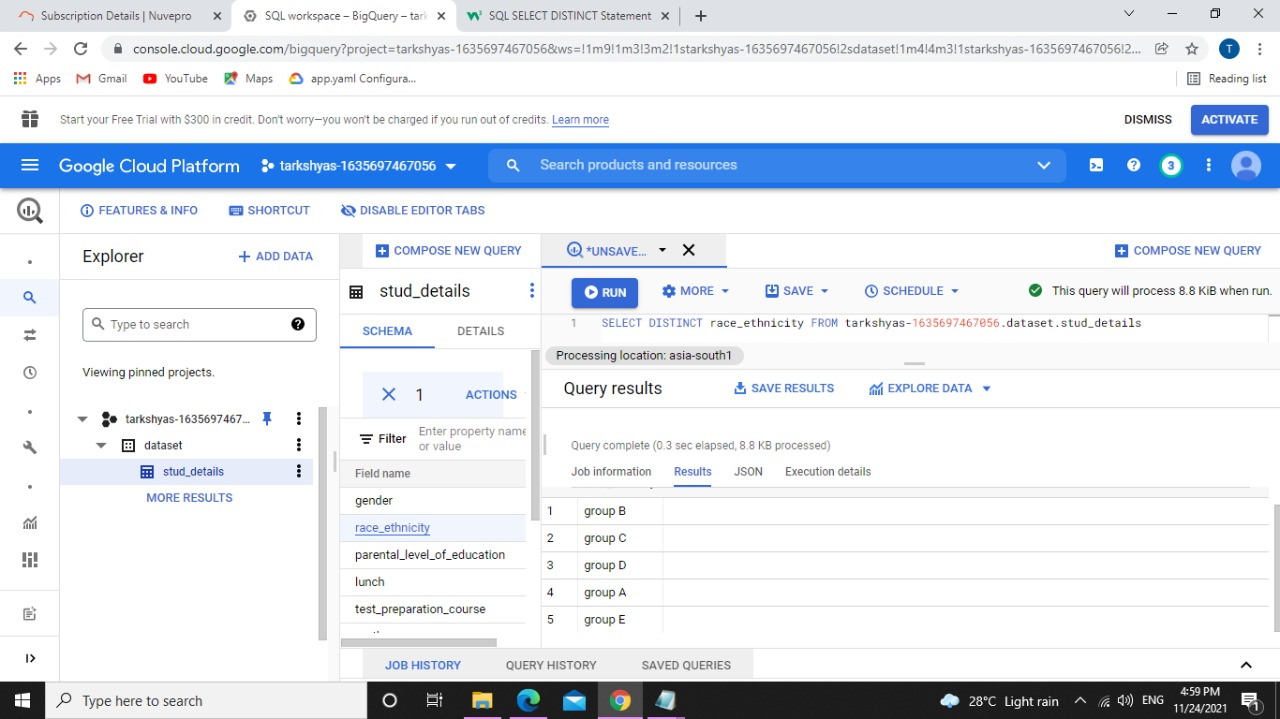 Subscription Details | Nuvepro
SQL workspace – BigQuery – tark
SQL SELECT DISTINCT Statement
console.cloud.google.com/bigquery?project=tarkshyas-1635697467056&ws=!1m9!1m3!3m2!1starkshyas-1635697467056!2sdataset!1m4!4m3!1starkshyas-1635697467056!2...
T
Apps
Gmail
YouTube
Maps
app.yaml Configura...
Reading list
Start your Free Trial with $300 in credit. Don't worry—you won't be charged if you run out of credits. Learn more
DISMISS
ACTIVATE
Google Cloud Platform
tarkshyas-1635697467056
Search products and resources
3
FEATURES & INFO
SHORTCUT
DISABLE EDITOR TABS
Explorer
+ ADD DATA
COMPOSE NEW QUERY
*UNSAVE...
COMPOSE NEW QUERY
stud_details
RUN
MORE
SAVE
SCHEDULE
This query will process 8.8 KiB when run.
Type to search
SCHEMA
DETAILS
1 SELECT DISTINCT race_ethnicity FROM tarkshyas-1635697467056.dataset.stud_details
Processing location: asia-south1
Viewing pinned projects.
1
ACTIONS
Query results
SAVE RESULTS
EXPLORE DATA
tarkshyas-1635697467...
dataset
stud_details
MORE RESULTS
Filter
Enter property name
or value
Field name
gender
race_ethnicity
parental_level_of_education
lunch
test_preparation_course
Query complete (0.3 sec elapsed, 8.8 KB processed)
Job information
Results
JSON
Execution details
1 group B
2 group C
3 group D
4 group A
5 group E
JOB HISTORY
QUERY HISTORY
SAVED QUERIES
Type here to search
28°C Light rain
ENG
4:59 PM
11/24/2021
1